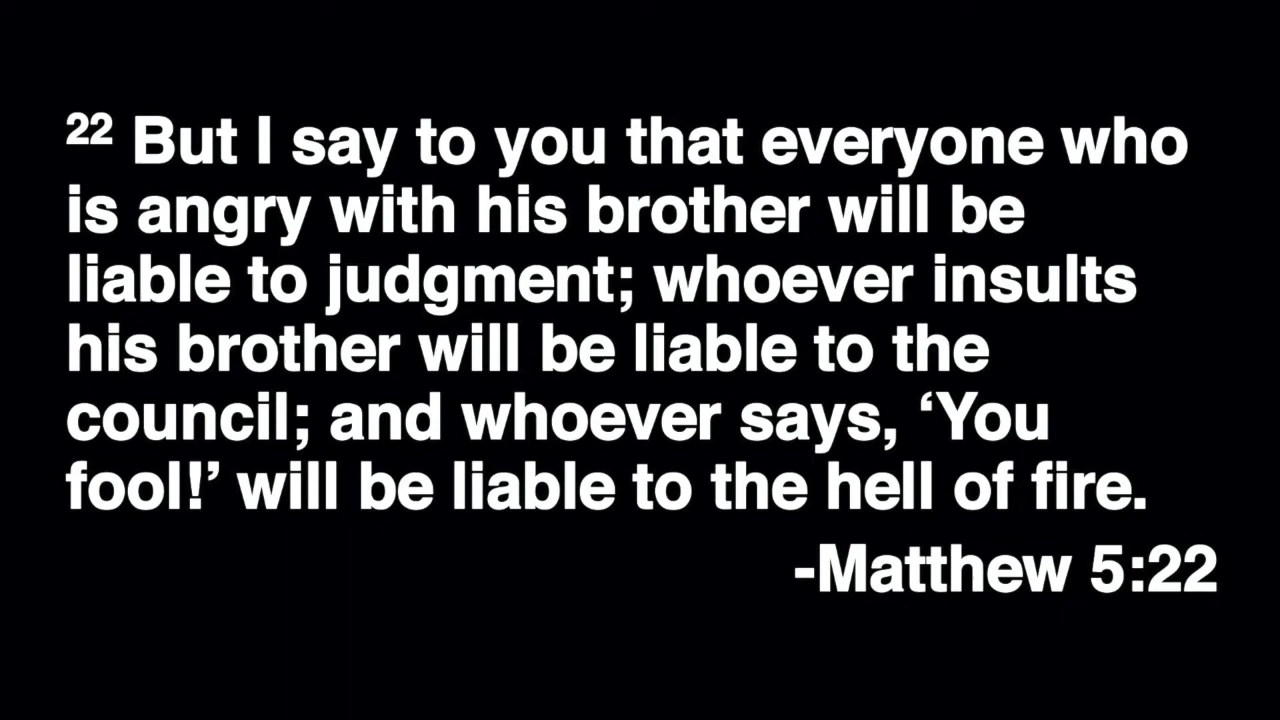 22 But I say to you that everyone who
is angry with his brother will be
liable to judgment; whoever insults
his brother will be liable to the
council; and whoever says, ‘You
fool!’ will be liable to the hell of fire.
-Matthew 5:22